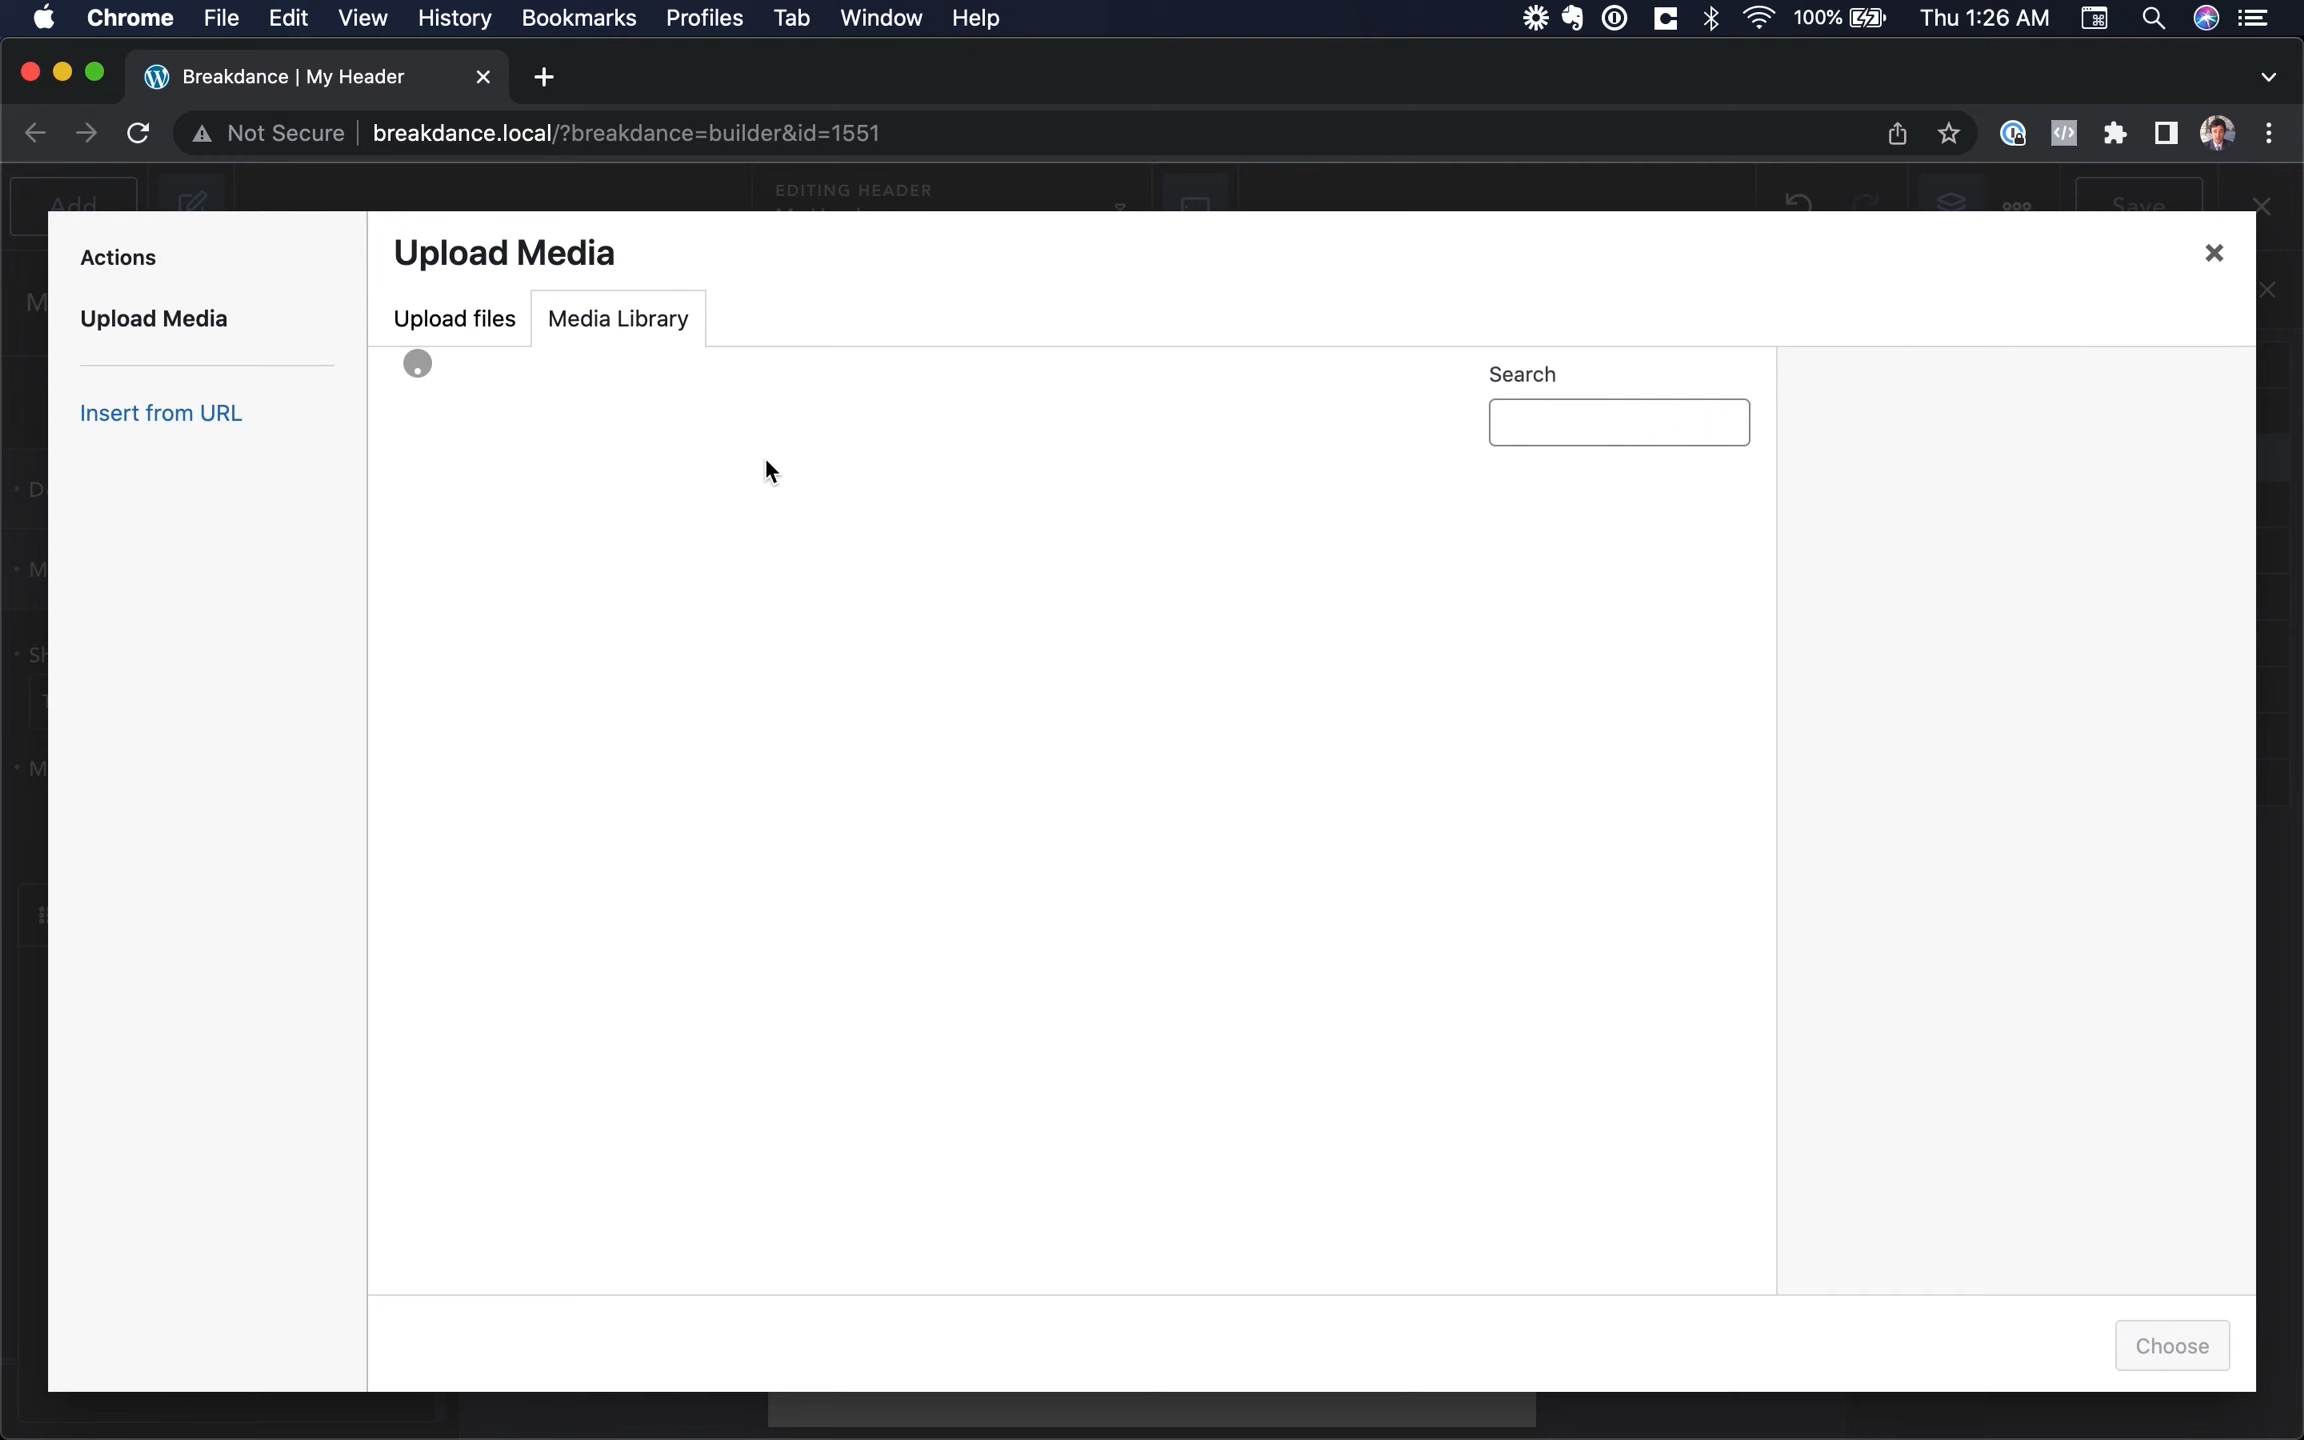 Chrome File Edit View History Bookmarks Profiles Tab Window Help 100% Thu 1:26 AM
Breakdance | My Header
Not Secure breakdance.local/?breakdance=builder&id=1551
Add EDITING HEADER Save
Actions
Upload Media
Insert from URL
Upload Media
Upload files Media Library
Search
Choose